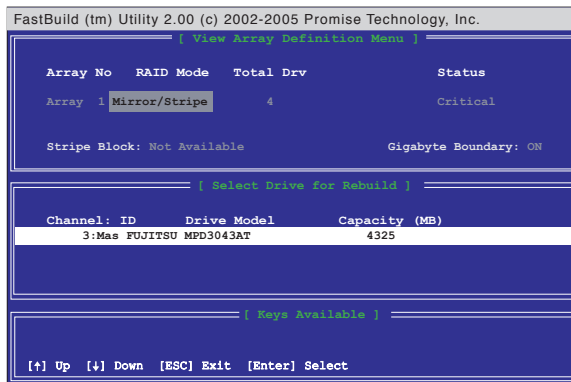 FastBuild (tm) Utility 2.00 (c) 2002-2005 Promise Technology, Inc.
[ View Array Definition Menu ]
Array No RAID Mode Total Drv Status
Array 1 Mirror/Stripe 4 Critical
Stripe Block: Not Available Gigabyte Boundary: ON
[ Select Drive for Rebuild ]
Channel: ID Drive Model Capacity (MB)
3:Mas FUJITSU MPD3043AT 4325
[ Keys Available ]
[↑] Up [↓] Down [ESC] Exit [Enter] Select